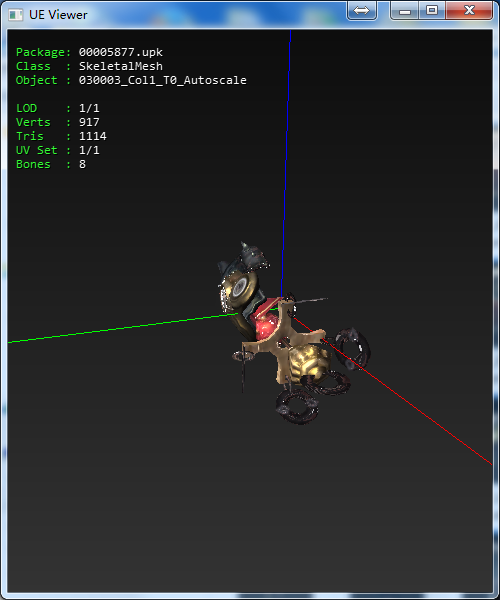 UE Viewer
Package: 00005877.upk
Class : SkeletalMesh
Object : 030003_Col1_T0_Autoscale
LOD : 1/1
Verts : 917
Tris : 1114
UV Set : 1/1
Bones : 8